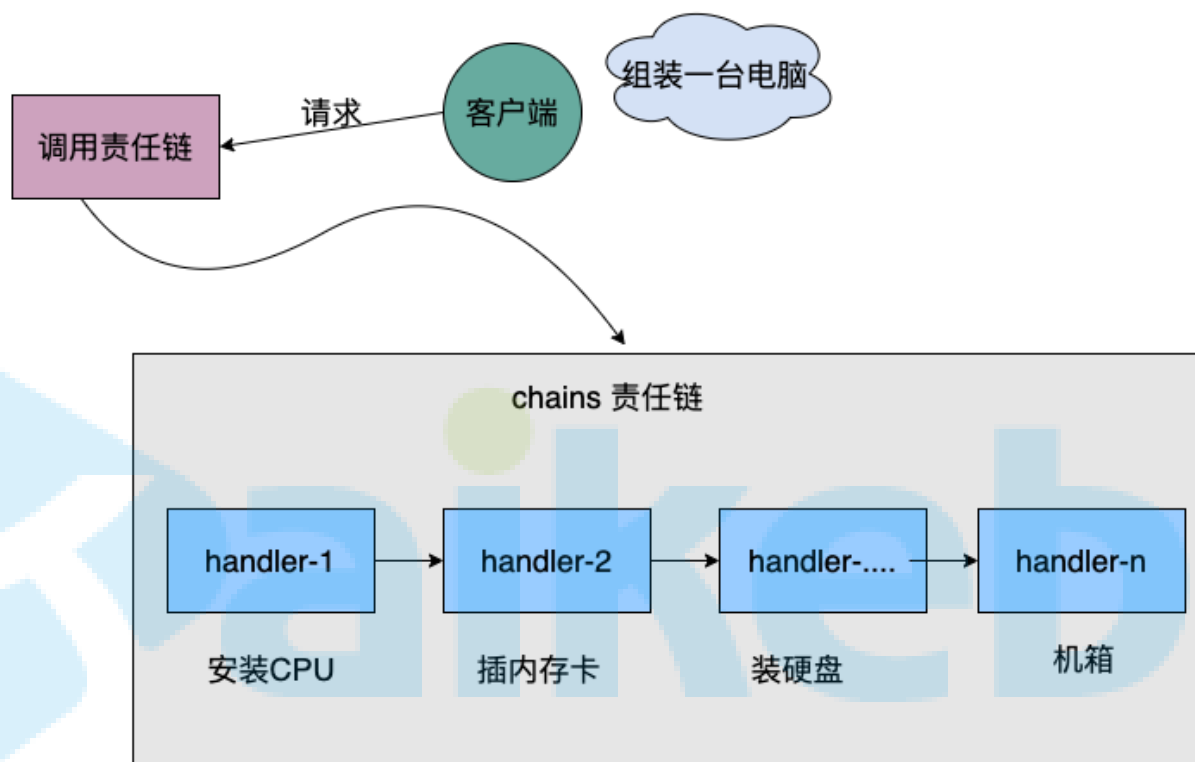 组装一台电脑
请求
客户端
调用责任链
chains 责任链
handler-1
handler-2
handler-....
handler-n
安装CPU
插内存卡
装硬盘
机箱
aikeb